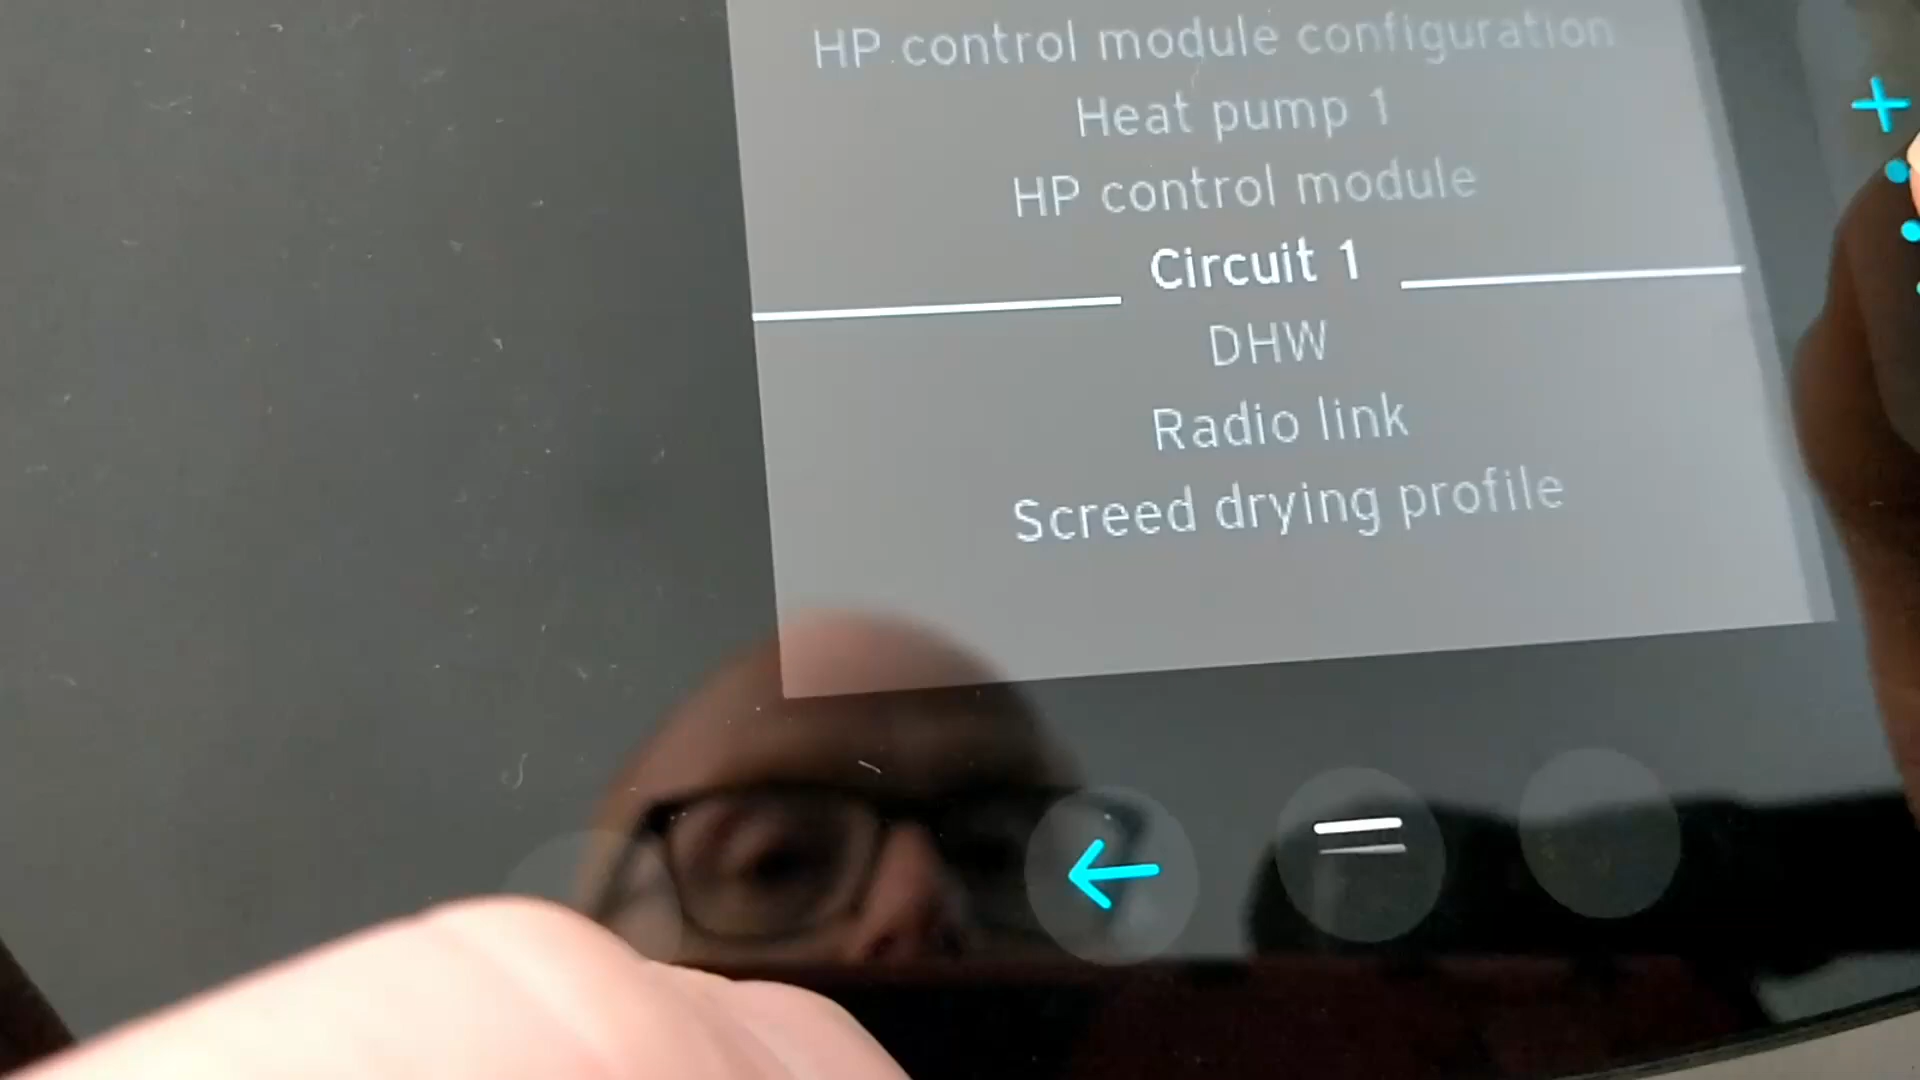 HP control module configuration
Heat pump 1
HP control module
Circuit 1
DHW
Radio link
Screed drying profile